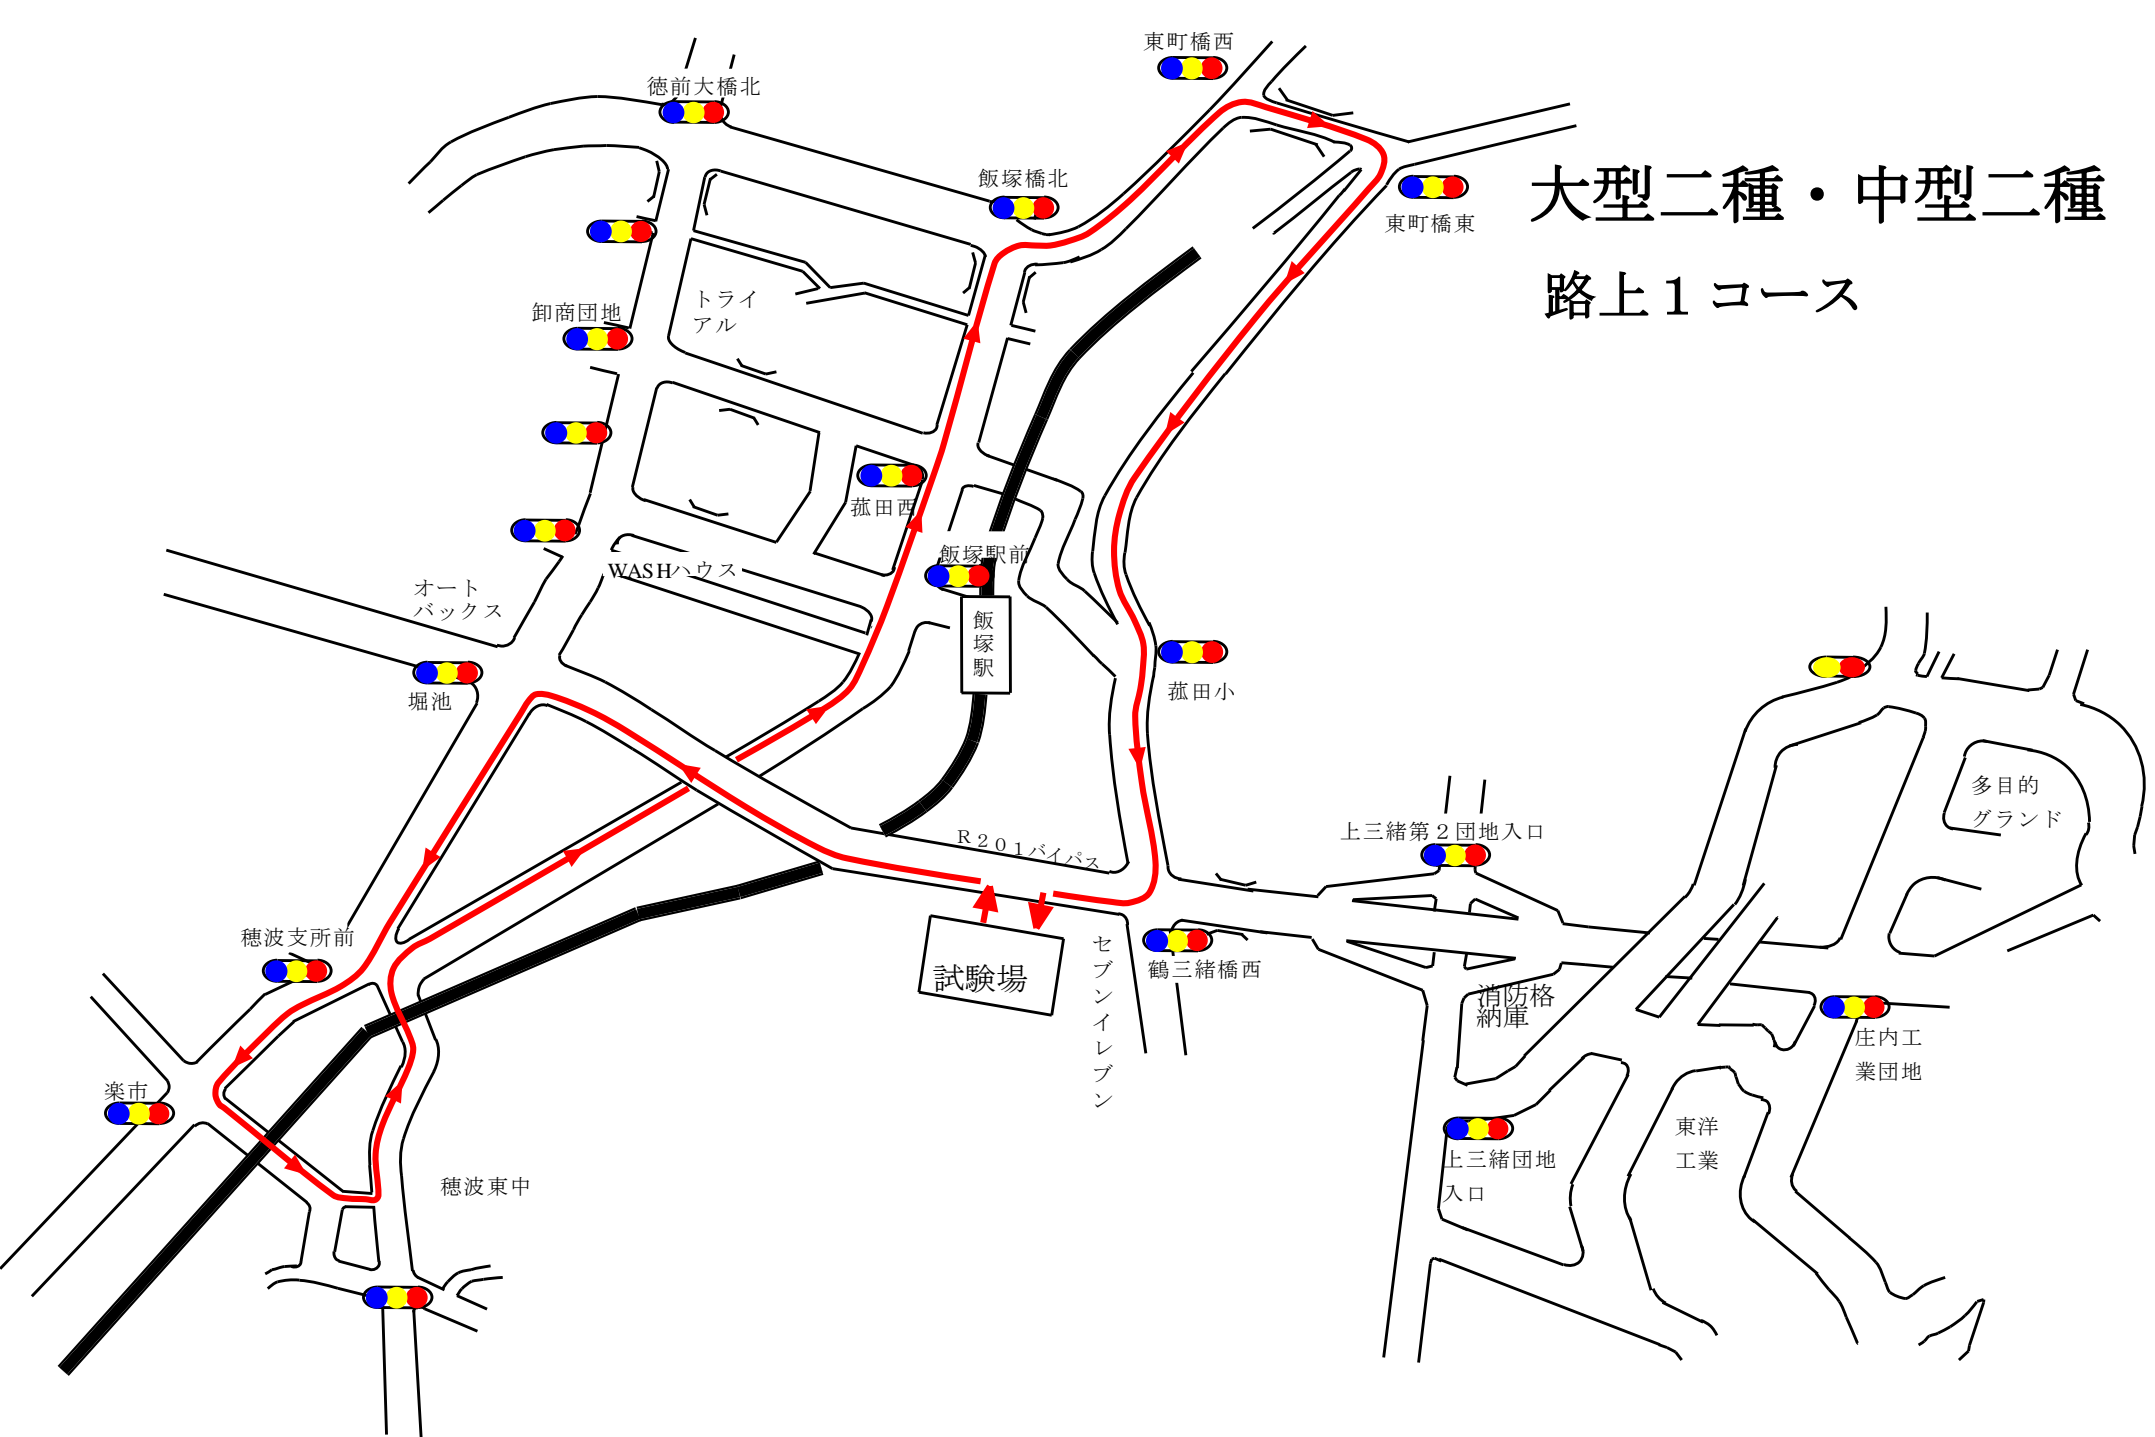 東町橋西
徳前大橋北
飯塚橋北
大型二種・中型二種
東町橋東
路上１コース
トライ
アル
卸商団地
菰田西
飯塚駅前
WASHハウス
オート
バックス
飯
塚
駅
堀池
菰田小
多目的
グランド
上三緒第２団地入口
Ｒ２０１バイパス
穂波支所前
セブンイレブン
試験場
鶴三緒橋西
消防格
納庫
庄内工
業団地
楽市
東洋
工業
上三緒団地
入口
穂波東中